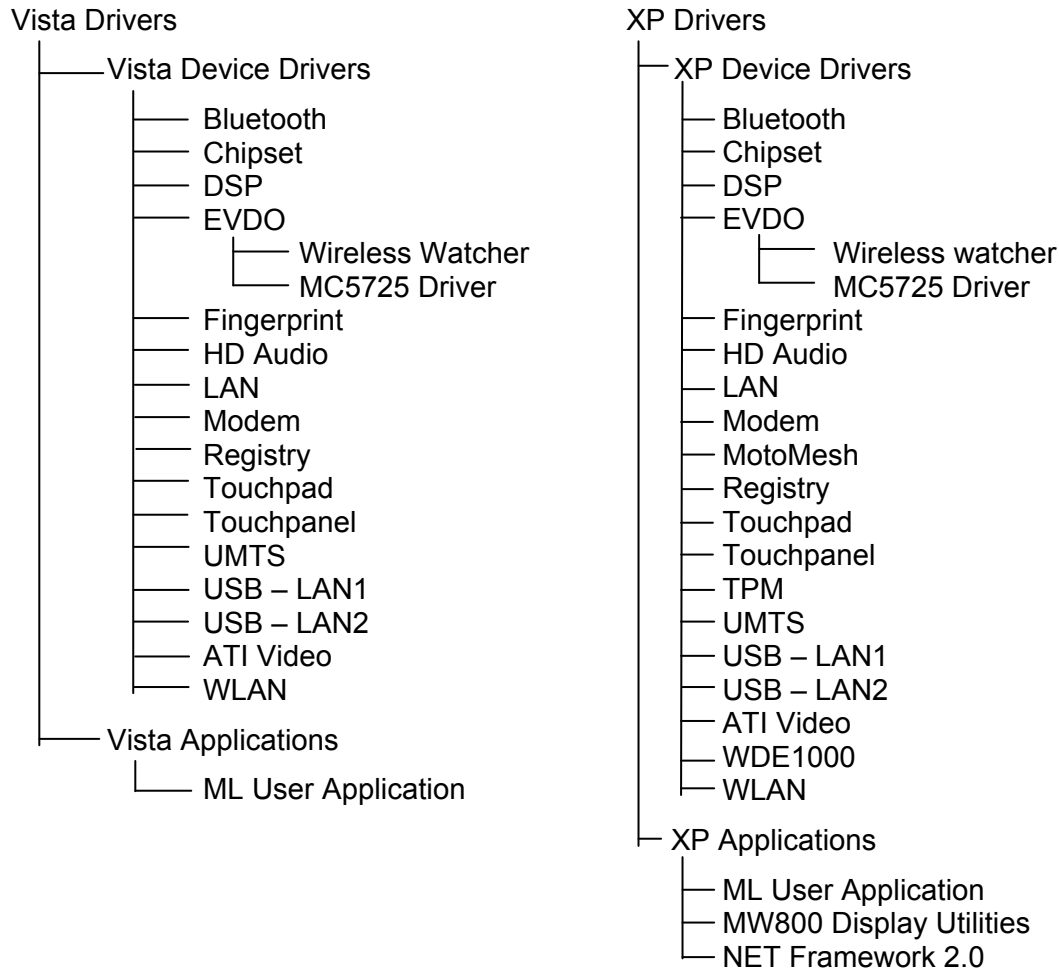 Vista Drivers
Vista Device Drivers
Bluetooth
Chipset
DSP
EVDO
Wireless Watcher
MC5725 Driver
Fingerprint
HD Audio
LAN
Modem
Registry
Touchpad
Touchpanel
UMTS
USB – LAN1
USB – LAN2
ATI Video
WLAN
Vista Applications
ML User Application
XP Drivers
XP Device Drivers
Bluetooth
Chipset
DSP
EVDO
Wireless watcher
MC5725 Driver
Fingerprint
HD Audio
LAN
Modem
MotoMesh
Registry
Touchpad
Touchpanel
TPM
UMTS
USB – LAN1
USB – LAN2
ATI Video
WDE1000
WLAN
XP Applications
ML User Application
MW800 Display Utilities
NET Framework 2.0